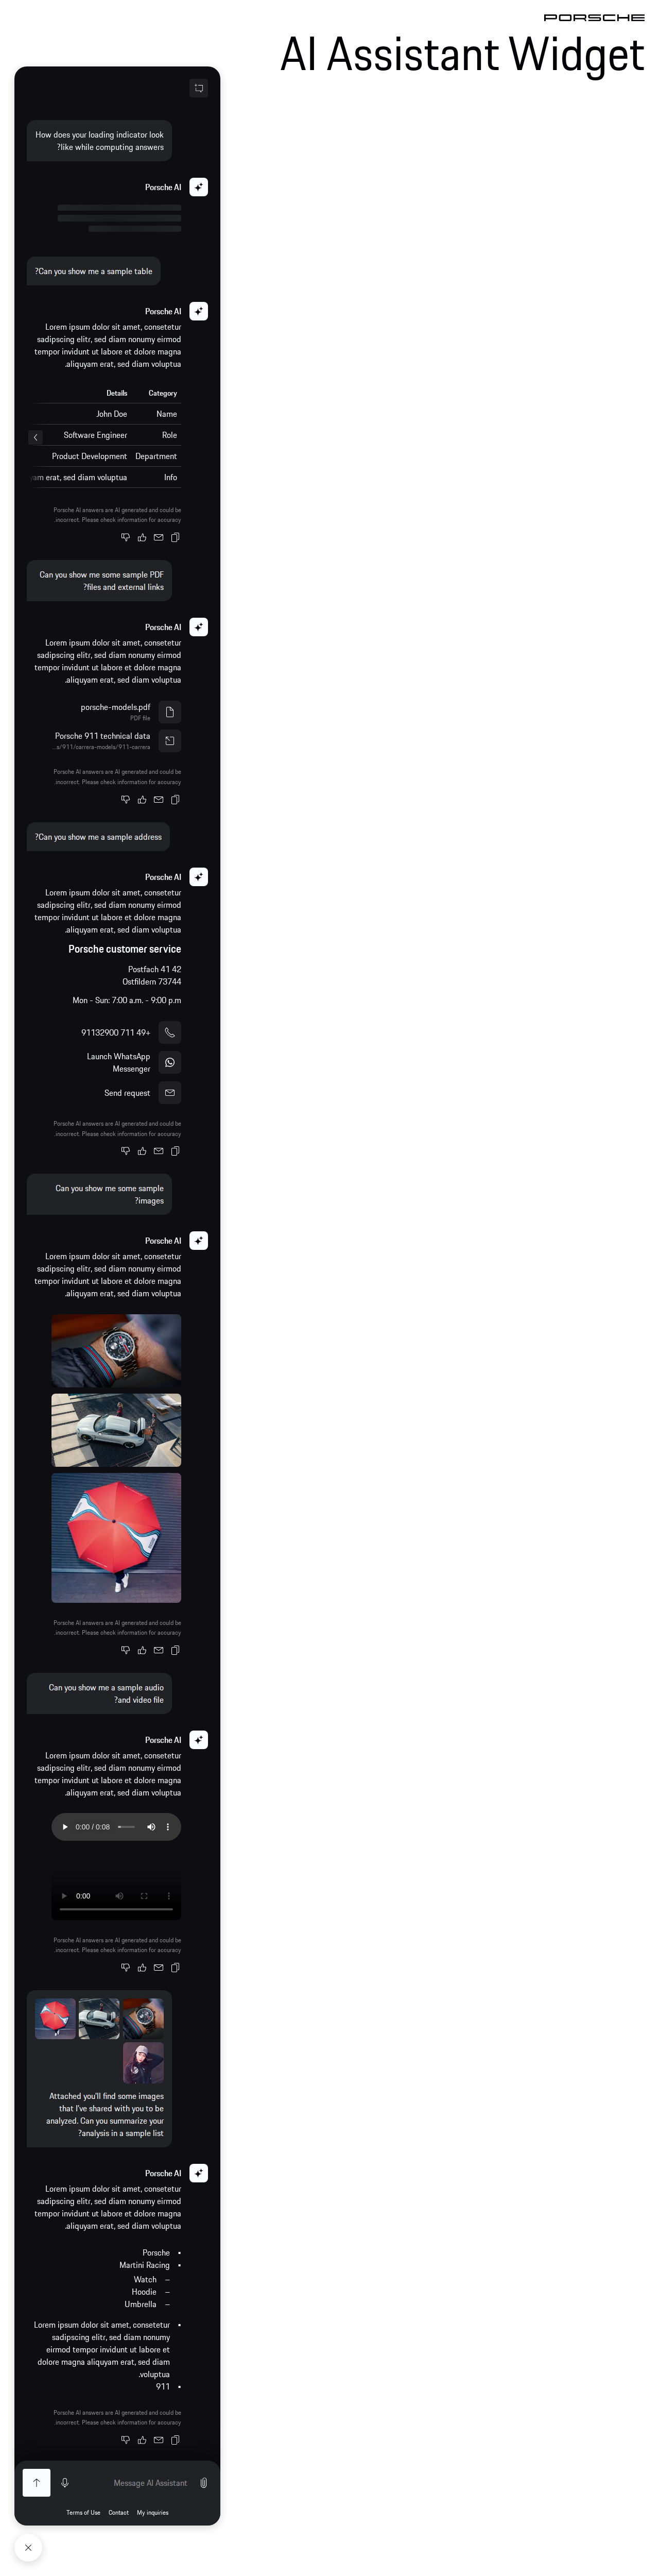 PORSCHE
AI Assistant Widget
How does your loading indicator look
?like while computing answers
Porsche AI
?Can you show me a sample table
Porsche AI
Lorem ipsum dolor sit amet, consetetur
sadipscing elitr, sed diam nonumy eirmod
tempor invidunt ut labore et dolore magna
.aliquyam erat, sed diam voluptua
Category Details
Name John Doe
Role Software Engineer
Department Product Development
Info yam erat, sed diam voluptua
Porsche AI answers are AI generated and could be
.incorrect. Please check information for accuracy
Can you show me some sample PDF
?files and external links
Porsche AI
Lorem ipsum dolor sit amet, consetetur
sadipscing elitr, sed diam nonumy eirmod
tempor invidunt ut labore et dolore magna
.aliquyam erat, sed diam voluptua
porsche-models.pdf
PDF file
Porsche 911 technical data
...s/911/carrera-models/911-carrera
Porsche AI answers are AI generated and could be
.incorrect. Please check information for accuracy
?Can you show me a sample address
Porsche AI
Lorem ipsum dolor sit amet, consetetur
sadipscing elitr, sed diam nonumy eirmod
tempor invidunt ut labore et dolore magna
.aliquyam erat, sed diam voluptua
Porsche customer service
Postfach 41 42
Ostfildern 73744
Mon - Sun: 7:00 a.m. - 9:00 p.m
91132900 711 49+
Launch WhatsApp
Messenger
Send request
Porsche AI answers are AI generated and could be
.incorrect. Please check information for accuracy
Can you show me some sample
?images
Porsche AI
Lorem ipsum dolor sit amet, consetetur
sadipscing elitr, sed diam nonumy eirmod
tempor invidunt ut labore et dolore magna
.aliquyam erat, sed diam voluptua
Porsche AI answers are AI generated and could be
.incorrect. Please check information for accuracy
Can you show me a sample audio
?and video file
Porsche AI
Lorem ipsum dolor sit amet, consetetur
sadipscing elitr, sed diam nonumy eirmod
tempor invidunt ut labore et dolore magna
.aliquyam erat, sed diam voluptua
0:00 / 0:08
0:00
Porsche AI answers are AI generated and could be
.incorrect. Please check information for accuracy
Attached you'll find some images
that I've shared with you to be
analyzed. Can you summarize your
?analysis in a sample list
Porsche AI
Lorem ipsum dolor sit amet, consetetur
sadipscing elitr, sed diam nonumy eirmod
tempor invidunt ut labore et dolore magna
.aliquyam erat, sed diam voluptua
• Porsche
• Martini Racing
– Watch
– Hoodie
– Umbrella
• Lorem ipsum dolor sit amet, consetetur
sadipscing elitr, sed diam nonumy
eirmod tempor invidunt ut labore et
dolore magna aliquyam erat, sed diam
.voluptua
• 911
Porsche AI answers are AI generated and could be
.incorrect. Please check information for accuracy
Message AI Assistant
Terms of Use Contact My inquiries